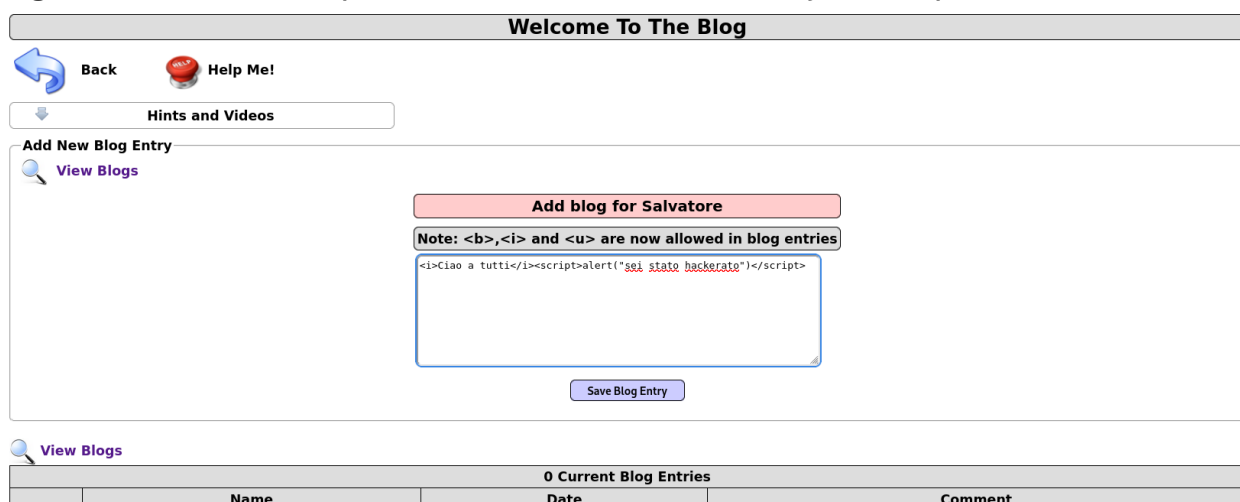 Welcome To The Blog
Back
Help Me!
Hints and Videos
Add New Blog Entry
View Blogs
Add blog for Salvatore
Note: <b>,<i> and <u> are now allowed in blog entries
<i>Ciao a tutti</i><script>alert("sei stato hackerato")</script>
Save Blog Entry
View Blogs
0 Current Blog Entries
Name Date Comment